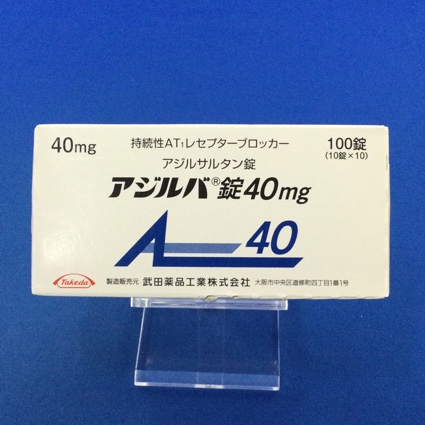 40mg
持続性AT₁レセプターブロッカー
100錠
(10錠×10)
アジルサルタン錠
アジルバ®錠40mg
A 40
Takeda
製造販売元 武田薬品工業株式会社 大阪市中央区道修町四丁目1番1号